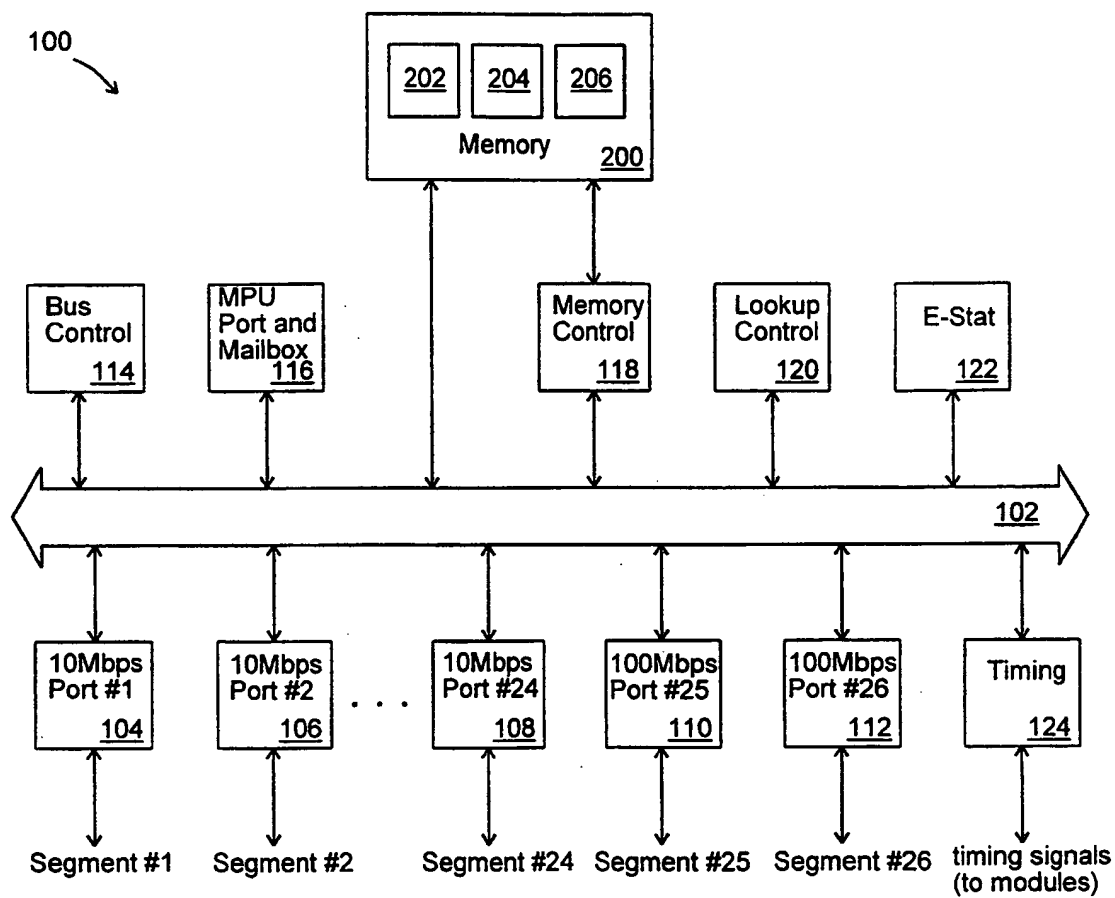 100
202 204 206
Memory
200
Bus
Control
114
MPU
Port and
Mailbox
116
Memory
Control
118
Lookup
Control
120
E-Stat
122
102
10Mbps
Port #1
104
10Mbps
Port #2
106
. . . .
10Mbps
Port #24
108
100Mbps
Port #25
110
100Mbps
Port #26
112
Timing
124
Segment #1
Segment #2
Segment #24
Segment #25
Segment #26
timing signals
(to modules)